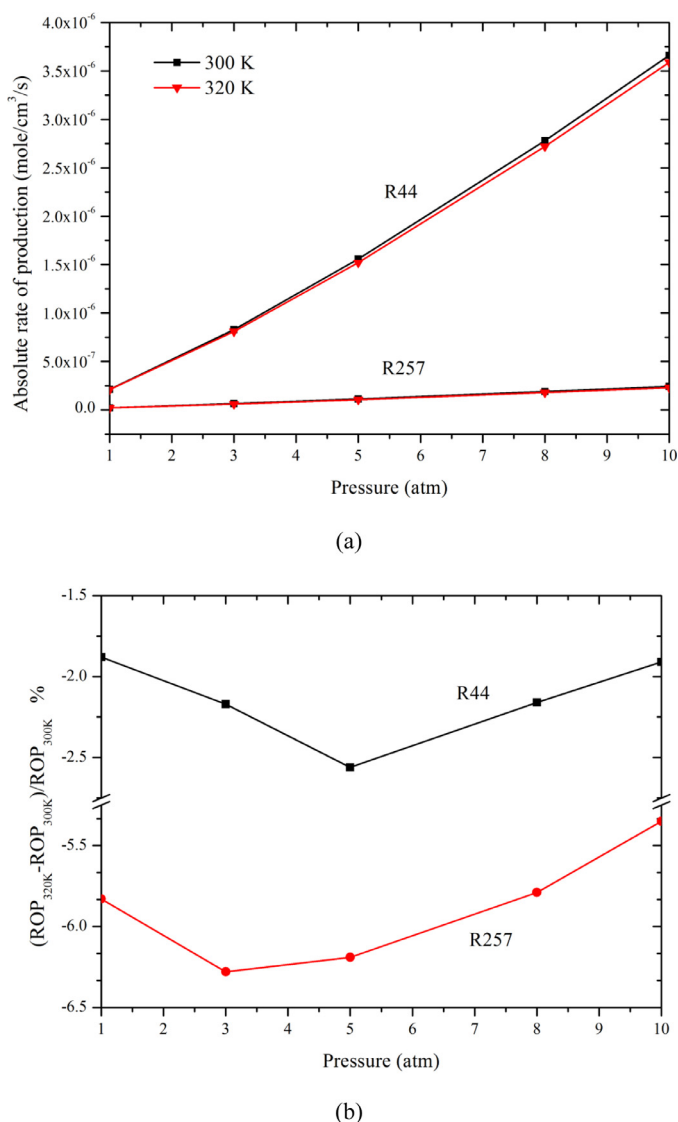 4.0x10⁻⁶
3.5x10⁻⁶
3.0x10⁻⁶
2.5x10⁻⁶
2.0x10⁻⁶
1.5x10⁻⁶
1.0x10⁻⁶
5.0x10⁻⁷
0.0
Absolute rate of production (mole/cm³/s)
300 K
320 K
R44
R257
1 2 3 4 5 6 7 8 9 10
Pressure (atm)
(a)
-1.5
-2.0
-2.5
-5.5
-6.0
-6.5
(ROP₃₂₀K-ROP₃₀₀K)/ROP₃₀₀K %
R44
R257
1 2 3 4 5 6 7 8 9 10
Pressure (atm)
(b)